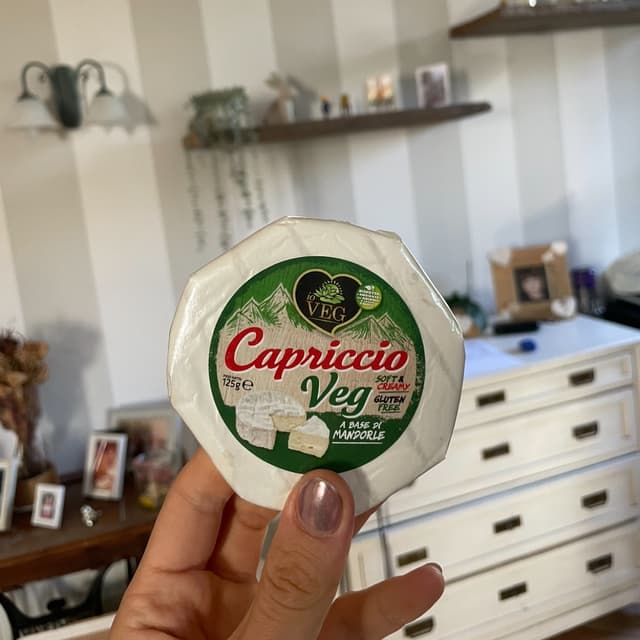 IO
VEG
Capriccio
Veg
125g e
SOFT &
CREAMY
GLUTEN
FREE
A BASE DI
MANDORLE